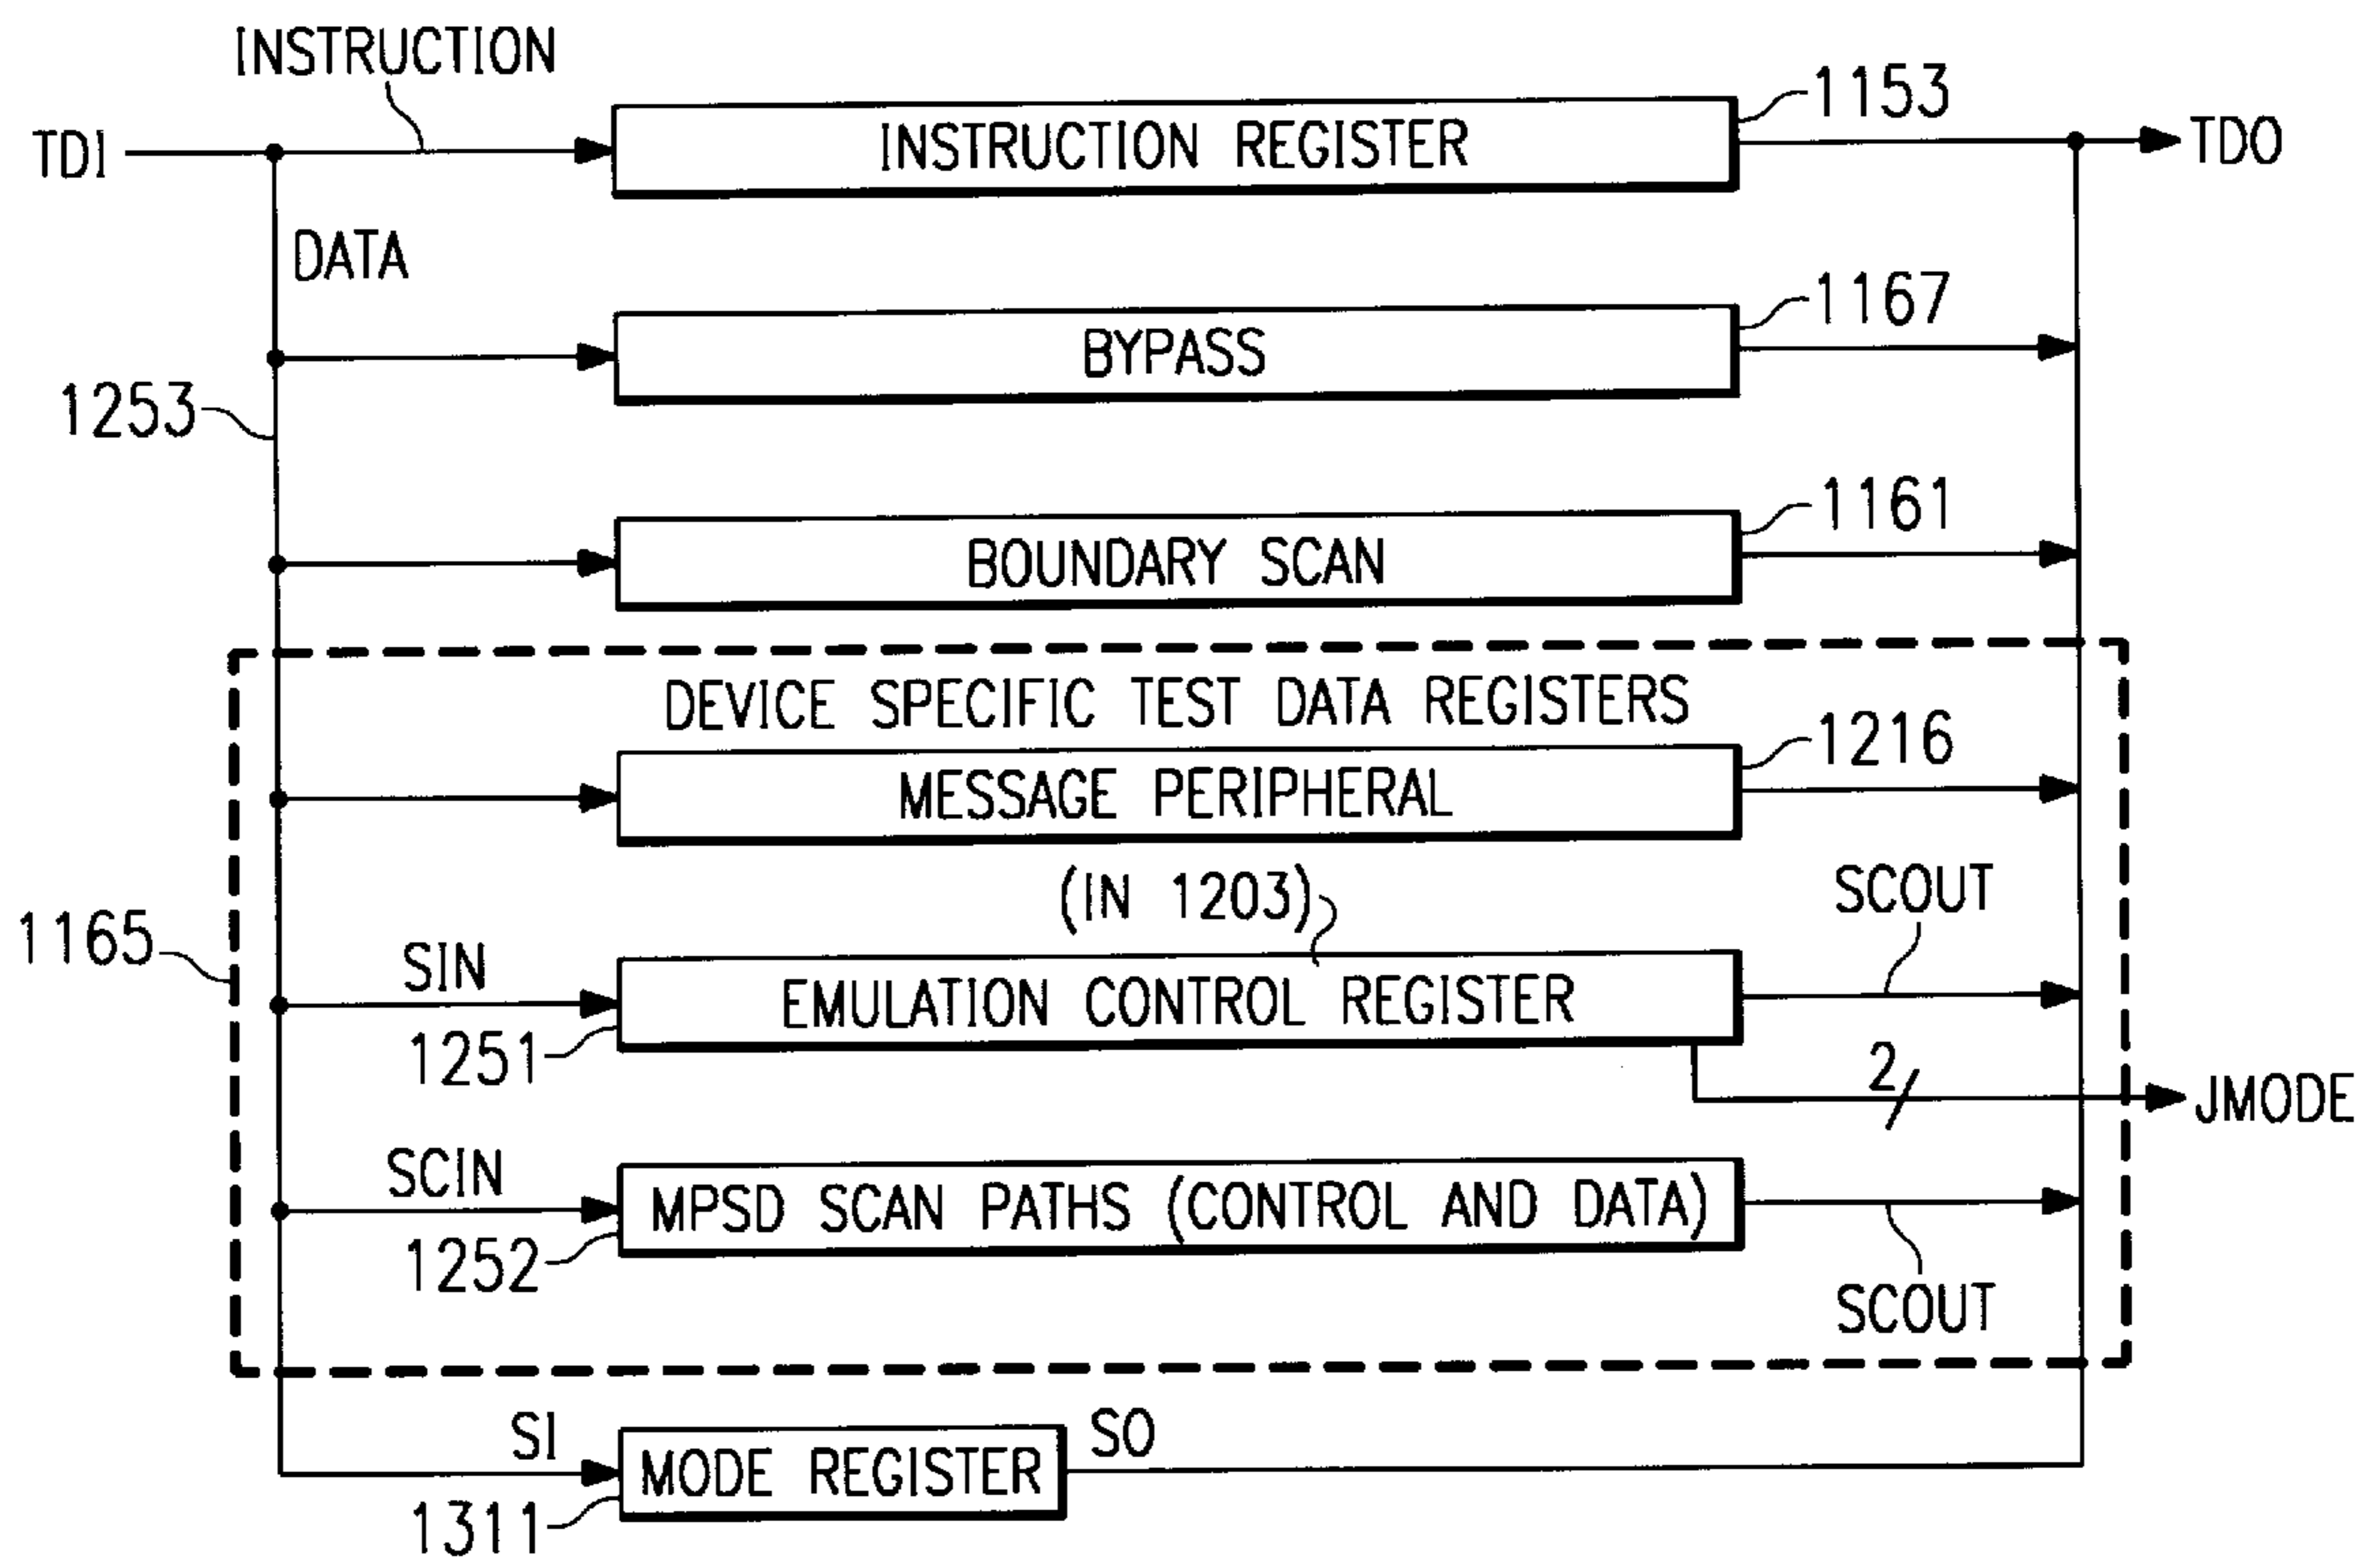 INSTRUCTION
TDI
INSTRUCTION REGISTER
1153
TDO
DATA
BYPASS
1167
1253
BOUNDARY SCAN
1161
DEVICE SPECIFIC TEST DATA REGISTERS
MESSAGE PERIPHERAL
1216
(IN 1203)
SCOUT
1165
SIN
EMULATION CONTROL REGISTER
1251
2
JMODE
SCIN
MPSD SCAN PATHS (CONTROL AND DATA)
1252
SCOUT
SI
MODE REGISTER
SO
1311